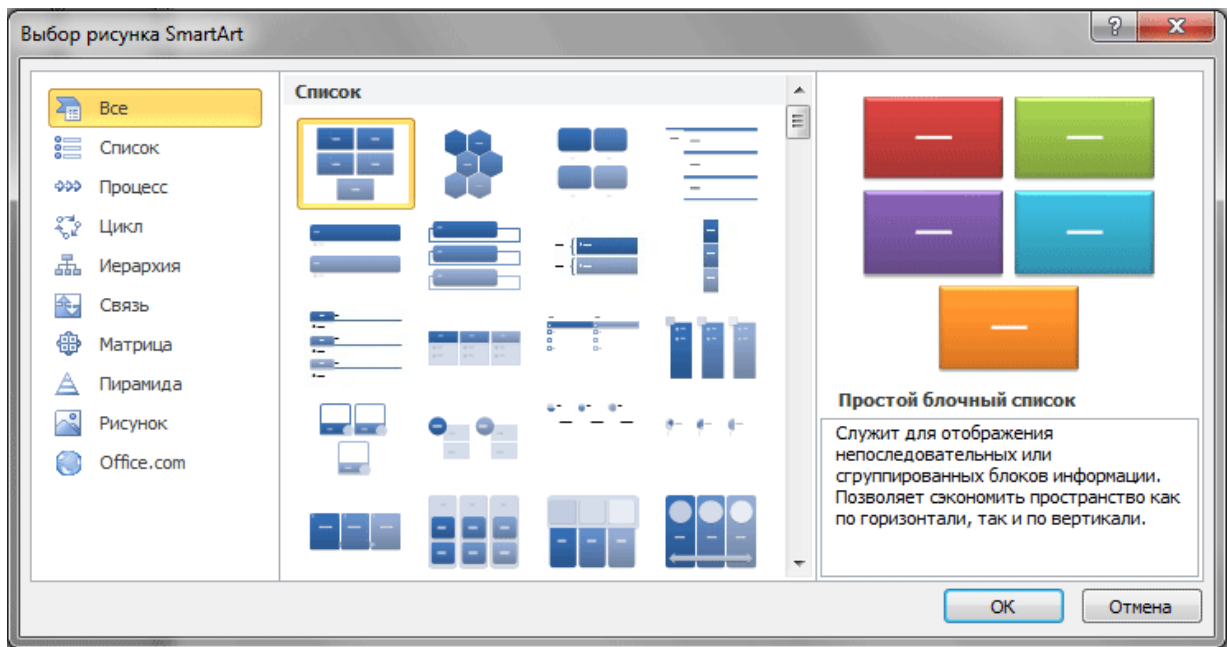 Выбор рисунка SmartArt
Все
Список
Процесс
Цикл
Иерархия
Связь
Матрица
Пирамида
Рисунок
Office.com
Список
Простой блочный список
Служит для отображения
непоследовательных или
сгруппированных блоков информации.
Позволяет сэкономить пространство как
по горизонтали, так и по вертикали.
ОК
Отмена